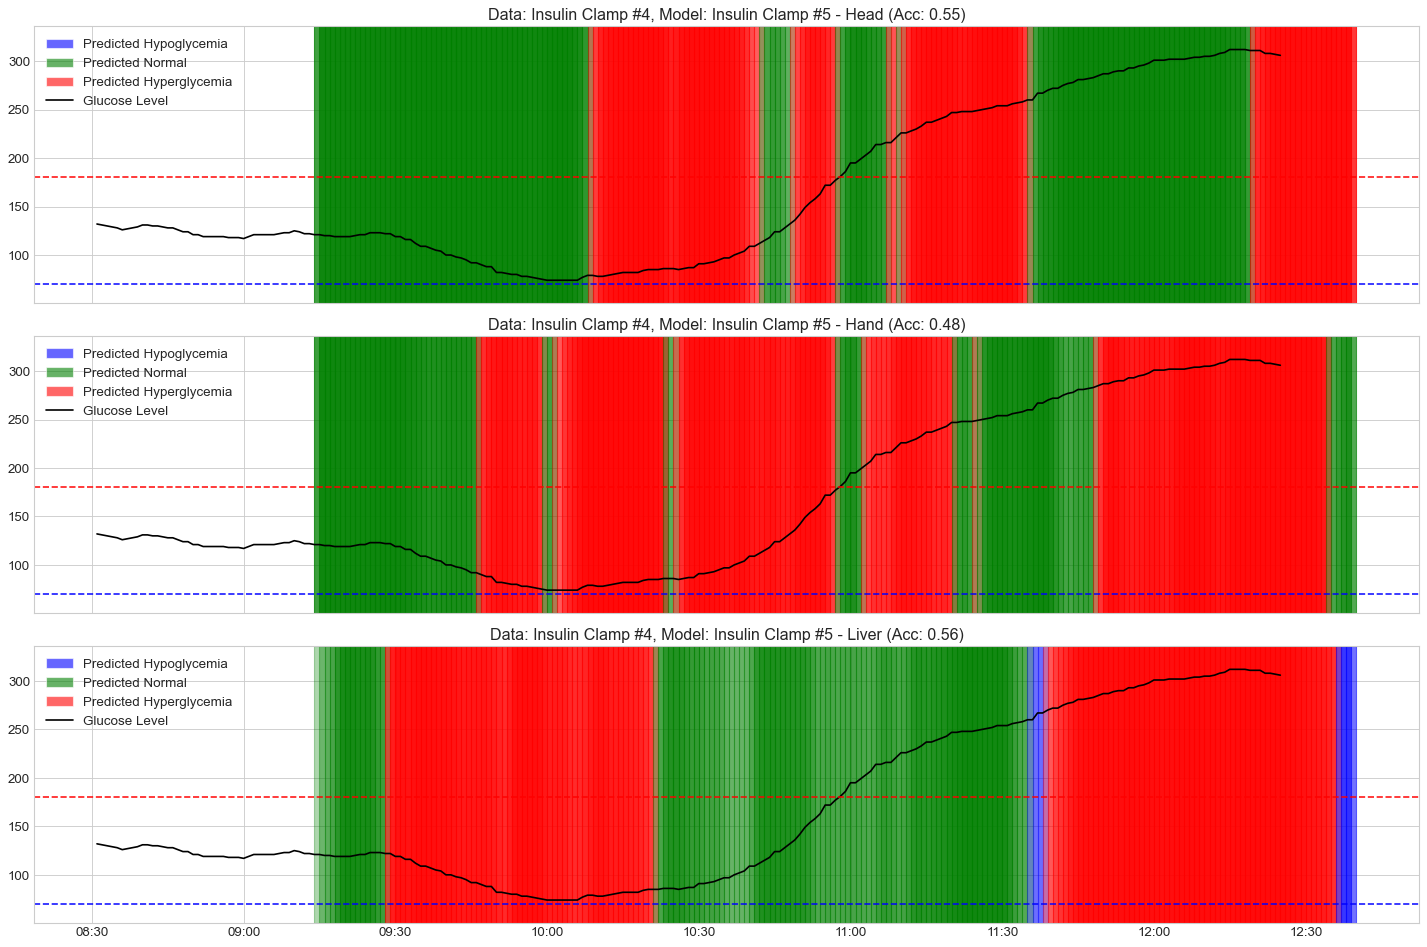 Data: Insulin Clamp #4, Model: Insulin Clamp #5 - Head (Acc: 0.55)
Predicted Hypoglycemia
Predicted Normal
Predicted Hyperglycemia
Glucose Level
300
250
200
150
100
Data: Insulin Clamp #4, Model: Insulin Clamp #5 - Hand (Acc: 0.48)
Predicted Hypoglycemia
Predicted Normal
Predicted Hyperglycemia
Glucose Level
300
250
200
150
100
Data: Insulin Clamp #4, Model: Insulin Clamp #5 - Liver (Acc: 0.56)
Predicted Hypoglycemia
Predicted Normal
Predicted Hyperglycemia
Glucose Level
300
250
200
150
100
08:30 09:00 09:30 10:00 10:30 11:00 11:30 12:00 12:30